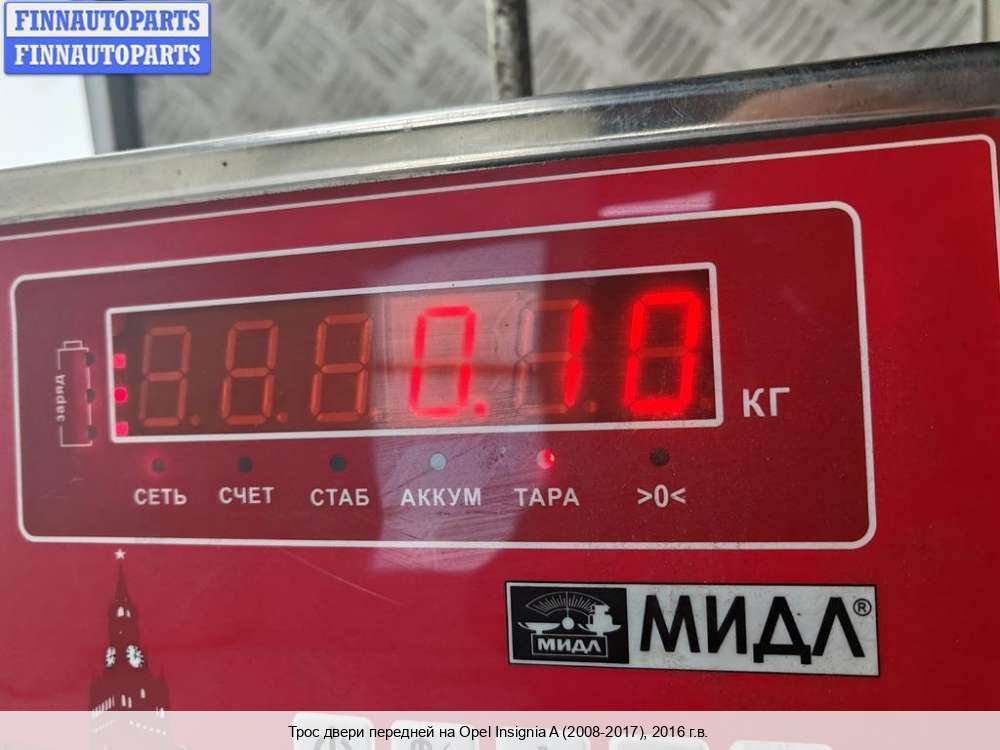 FINNAUTOPARTS
FINNAUTOPARTS
заряд
0.10
КГ
СЕТЬ СЧЕТ СТАБ АККУМ ТАРА >0<
МИДЛ МИДЛ®
Трос двери передней на Opel Insignia A (2008-2017), 2016 г.в.